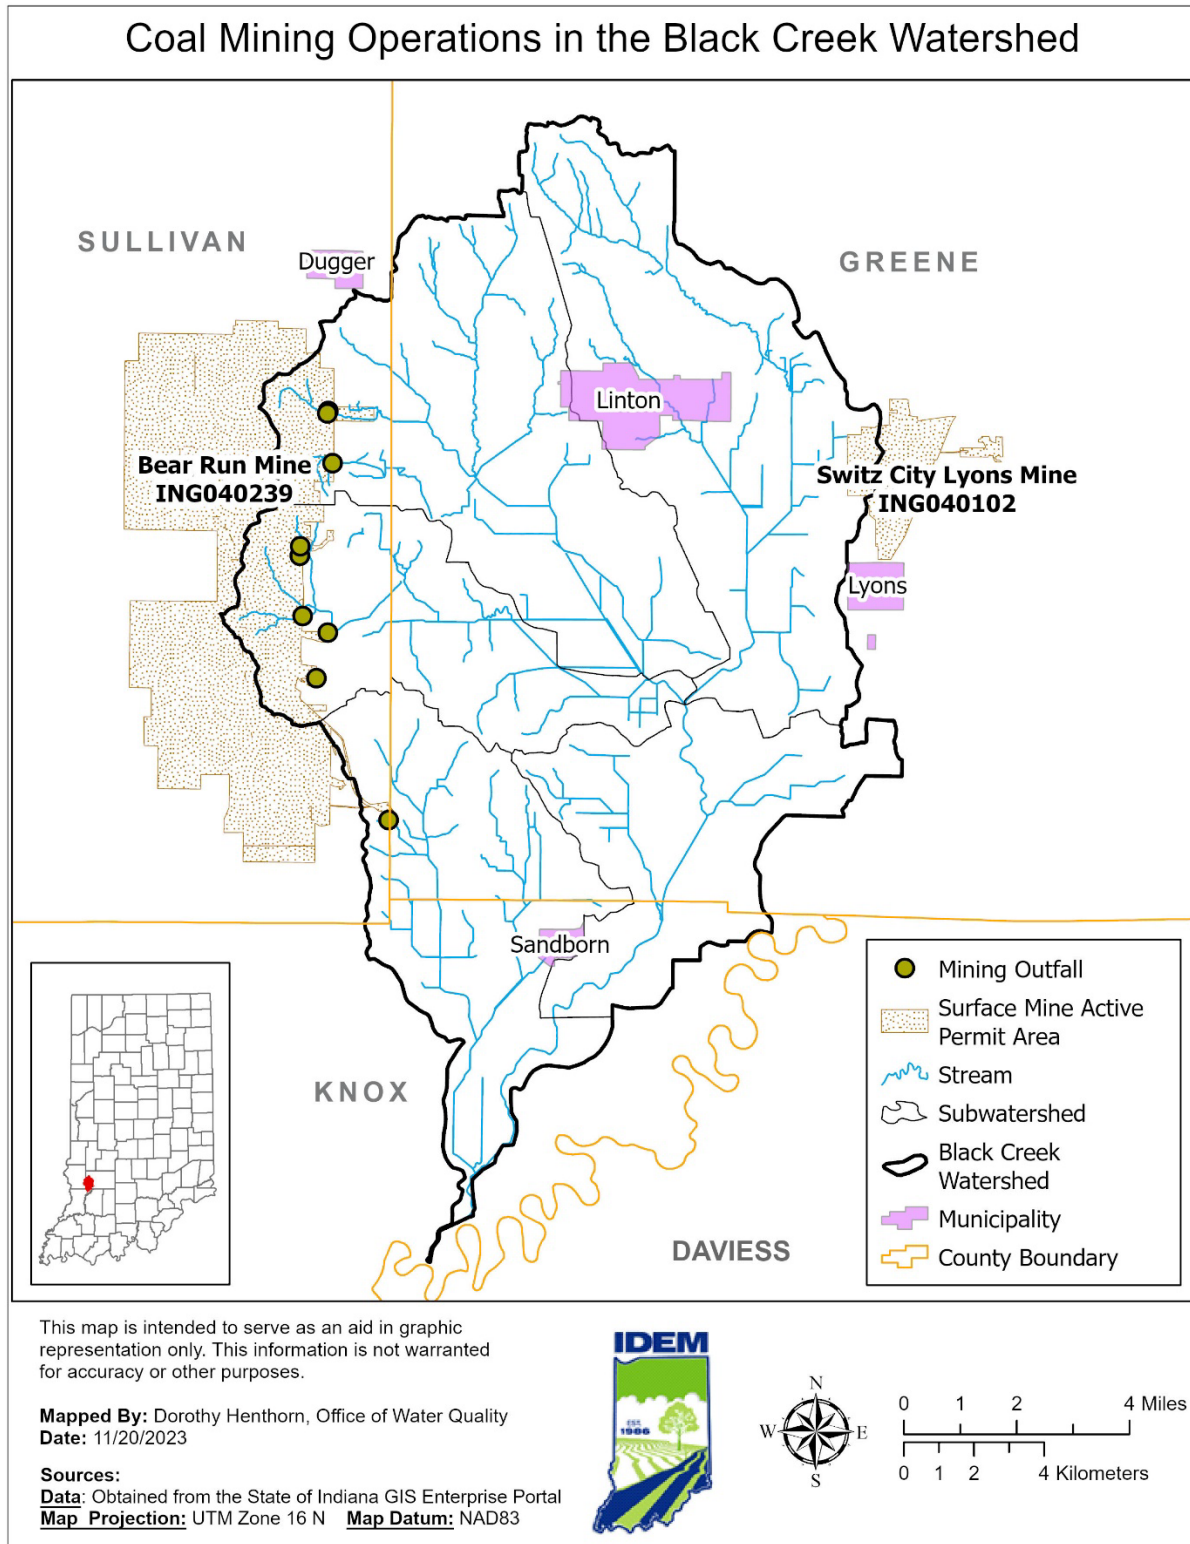 Coal Mining Operations in the Black Creek Watershed
SULLIVAN
Dugger
GREENE
Linton
Bear Run Mine
ING040239
Switz City Lyons Mine
ING040102
Lyons
Sandborn
KNOX
DAVIESS
Mining Outfall
Surface Mine Active
Permit Area
Stream
Subwatershed
Black Creek
Watershed
Municipality
County Boundary
This map is intended to serve as an aid in graphic
representation only. This information is not warranted
for accuracy or other purposes.
Mapped By: Dorothy Henthorn, Office of Water Quality
Date: 11/20/2023
Sources:
Data: Obtained from the State of Indiana GIS Enterprise Portal
Map Projection: UTM Zone 16 N Map Datum: NAD83
IDEM
EST.
1986
N
W E
S
0 1 2 4 Miles
0 1 2 4 Kilometers